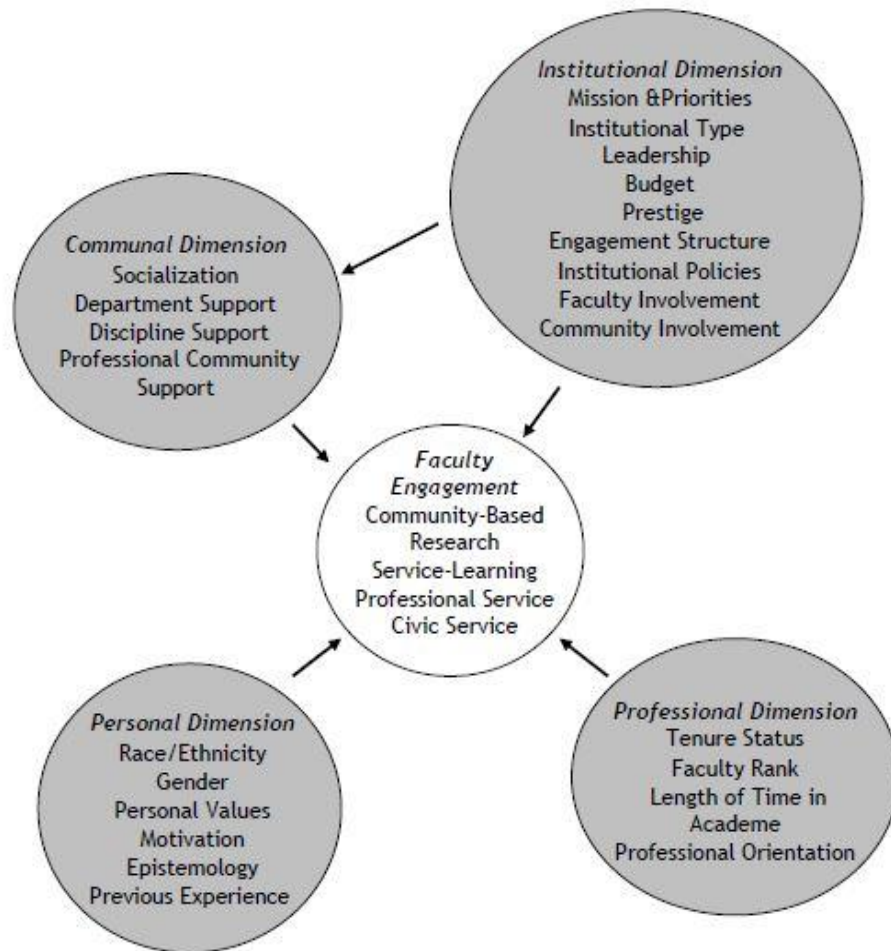 Institutional Dimension
Mission &Priorities
Institutional Type
Leadership
Budget
Prestige
Engagement Structure
Institutional Policies
Faculty Involvement
Community Involvement
Communal Dimension
Socialization
Department Support
Discipline Support
Professional Community
Support
Faculty
Engagement
Community-Based
Research
Service-Learning
Professional Service
Civic Service
Personal Dimension
Race/Ethnicity
Gender
Personal Values
Motivation
Epistemology
Previous Experience
Professional Dimension
Tenure Status
Faculty Rank
Length of Time in
Academe
Professional Orientation